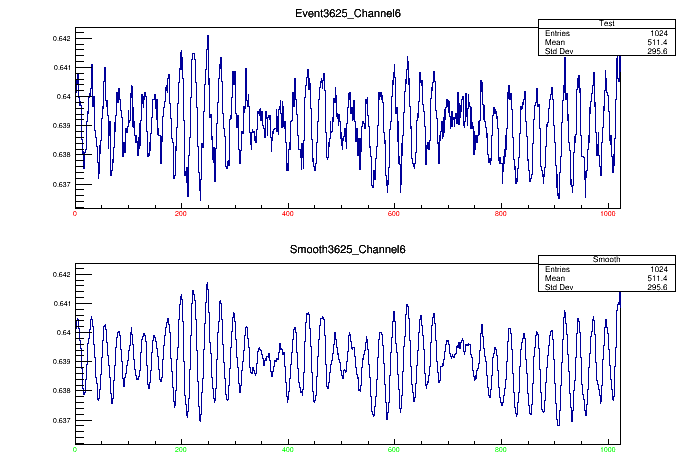 Event3625_Channel6
Test
Entries 1024
Mean 511.4
Std Dev 295.6
0.642
0.641
0.64
0.639
0.638
0.637
0 200 400 600 800 1000
Smooth3625_Channel6
Smooth
Entries 1024
Mean 511.4
Std Dev 295.6
0.642
0.641
0.64
0.639
0.638
0.637
0 200 400 600 800 1000